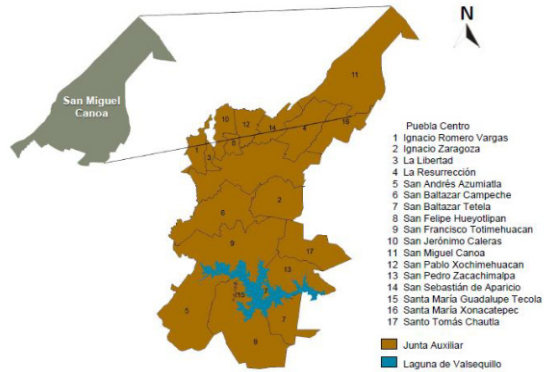 N
San Miguel
Canoa
11
10
12
14
4
16
8
1
3
6
2
9
17
13
15
7
5
9
Puebla Centro
1 Ignacio Romero Vargas
2 Ignacio Zaragoza
3 La Libertad
4 La Resurrección
5 San Andrés Azumiatla
6 San Baltazar Campeche
7 San Baltazar Tetela
8 San Felipe Hueyotlipan
9 San Francisco Totimehuacan
10 San Jerónimo Caleras
11 San Miguel Canoa
12 San Pablo Xochimehuacan
13 San Pedro Zacachimalpa
14 San Sebastián de Aparicio
15 Santa María Guadalupe Tecola
16 Santa María Xonacatepec
17 Santo Tomás Chautla
Junta Auxiliar
Laguna de Valsequillo